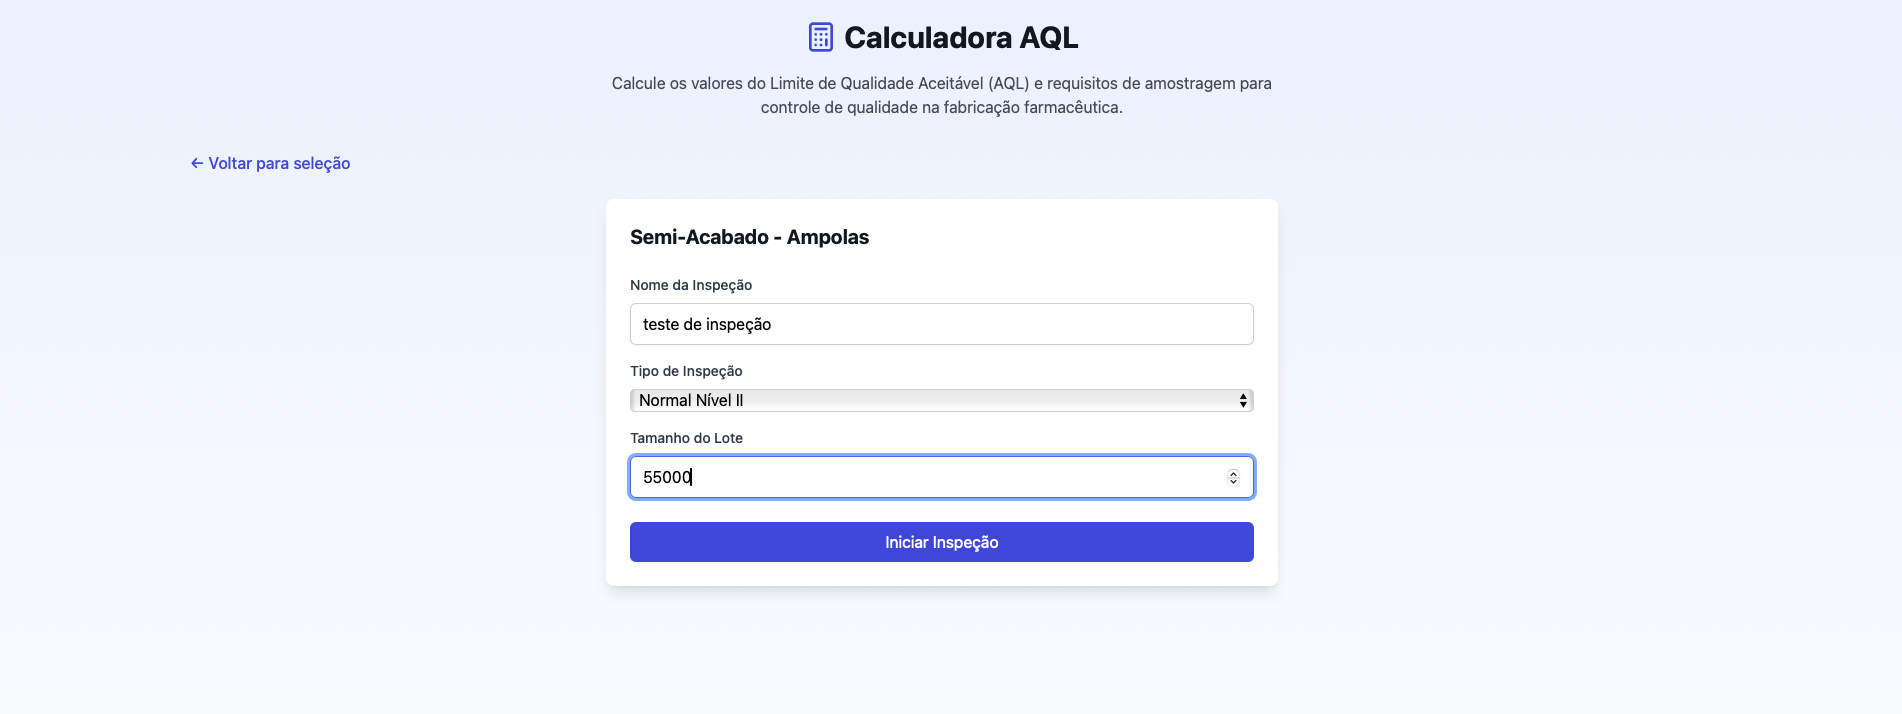 Calculadora AQL
Calcule os valores do Limite de Qualidade Aceitável (AQL) e requisitos de amostragem para
controle de qualidade na fabricação farmacêutica.
← Voltar para seleção
Semi-Acabado - Ampolas
Nome da Inspeção
teste de inspeção
Tipo de Inspeção
Normal Nível II
Tamanho do Lote
55000
Iniciar Inspeção